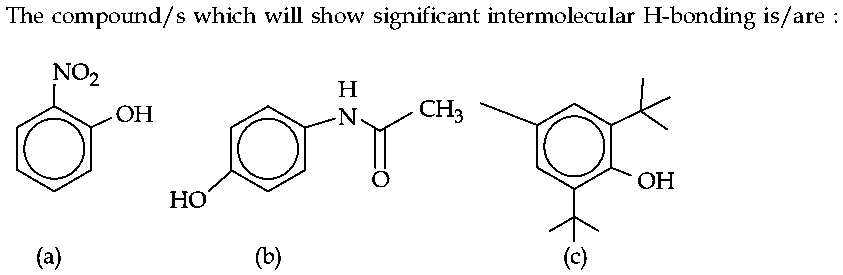 The compound/s which will show significant intermolecular H-bonding is/are :
NO2
OH
H
N
CH3
O
HO
OH
(a) (b) (c)